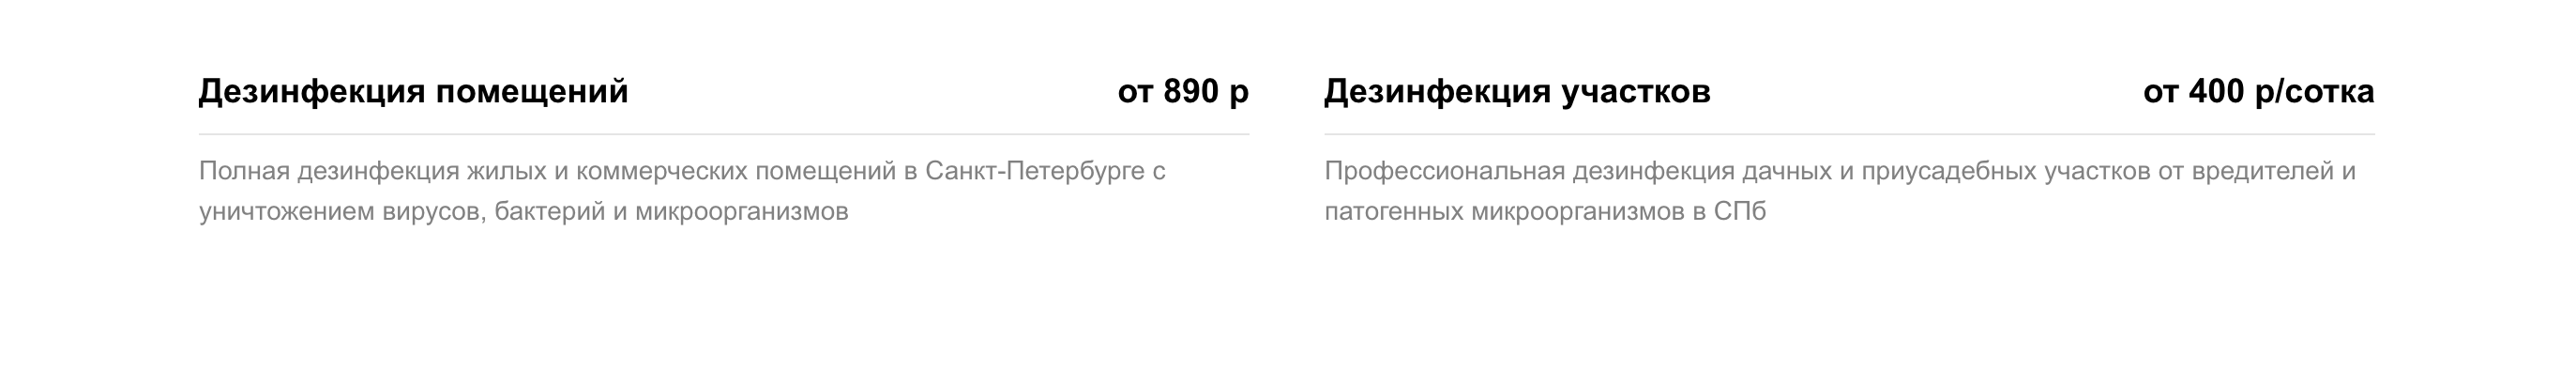 Дезинфекция помещений
от 890 р
Полная дезинфекция жилых и коммерческих помещений в Санкт-Петербурге с
уничтожением вирусов, бактерий и микроорганизмов
Дезинфекция участков
от 400 р/сотка
Профессиональная дезинфекция дачных и приусадебных участков от вредителей и
патогенных микроорганизмов в СПб